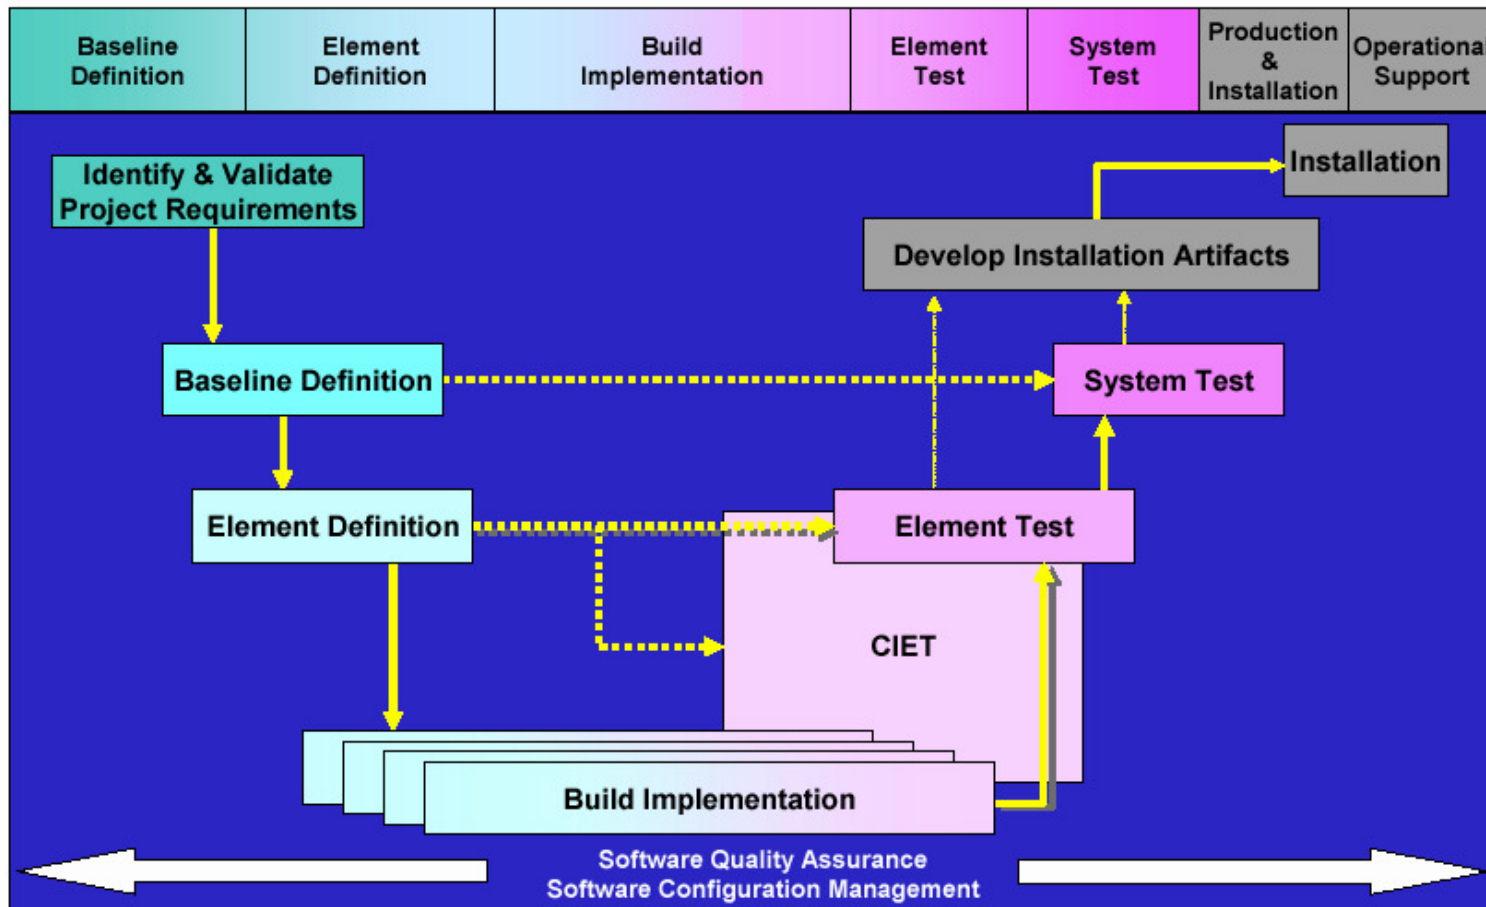 Baseline
Definition
Element
Definition
Build
Implementation
Element
Test
System
Test
Production
&
Installation
Operational
Support
Installation
Identify & Validate
Project Requirements
Develop Installation Artifacts
Baseline Definition
System Test
Element Definition
Element Test
CIET
Build Implementation
Software Quality Assurance
Software Configuration Management